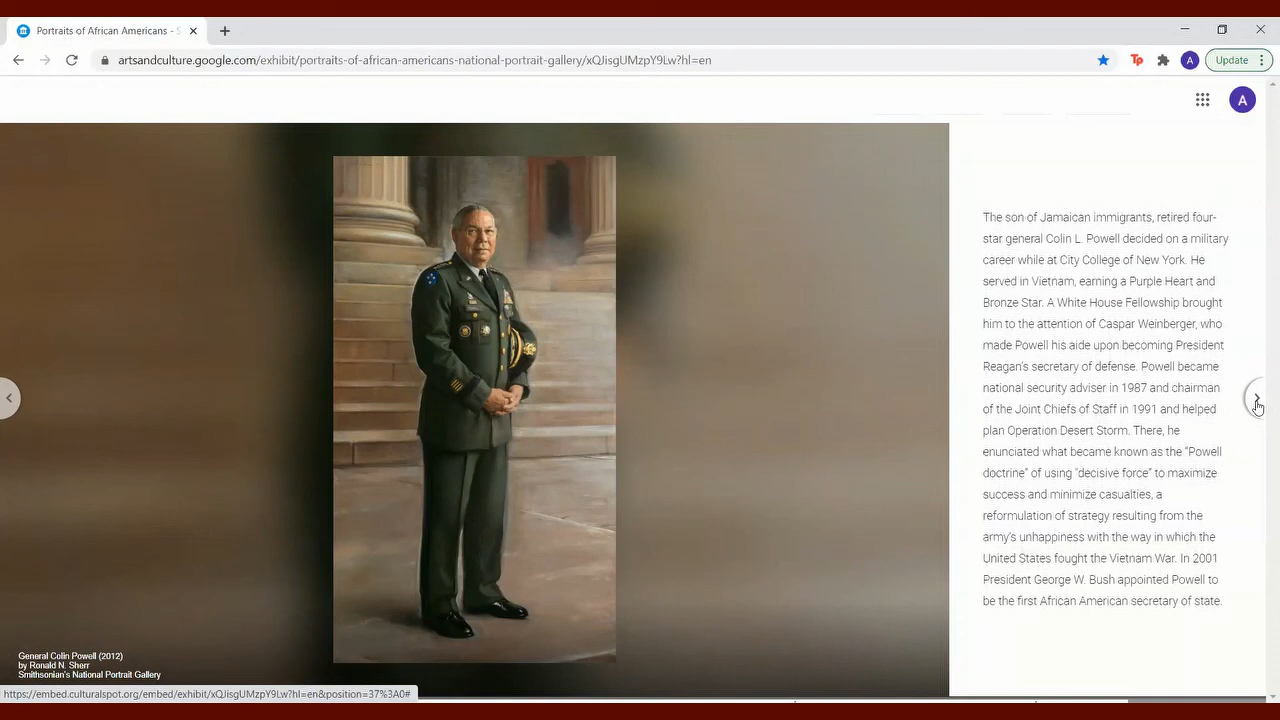 Portraits of African Americans - S
artsandculture.google.com/exhibit/portraits-of-african-americans-national-portrait-gallery/xQJisgUMzpY9Lw?hl=en
Tp
A
Update
A
The son of Jamaican immigrants, retired four-
star general Colin L. Powell decided on a military
career while at City College of New York. He
served in Vietnam, earning a Purple Heart and
Bronze Star. A White House Fellowship brought
him to the attention of Caspar Weinberger, who
made Powell his aide upon becoming President
Reagan's secretary of defense. Powell became
national security adviser in 1987 and chairman
of the Joint Chiefs of Staff in 1991 and helped
plan Operation Desert Storm. There, he
enunciated what became known as the "Powell
doctrine" of using "decisive force" to maximize
success and minimize casualties, a
reformulation of strategy resulting from the
army's unhappiness with the way in which the
United States fought the Vietnam War. In 2001
President George W. Bush appointed Powell to
be the first African American secretary of state.
General Colin Powell (2012)
by Ronald N. Sherr
Smithsonian's National Portrait Gallery
https://embed.culturalspot.org/embed/exhibit/xQJisgUMzpY9Lw?hl=en&position=37%3A0#